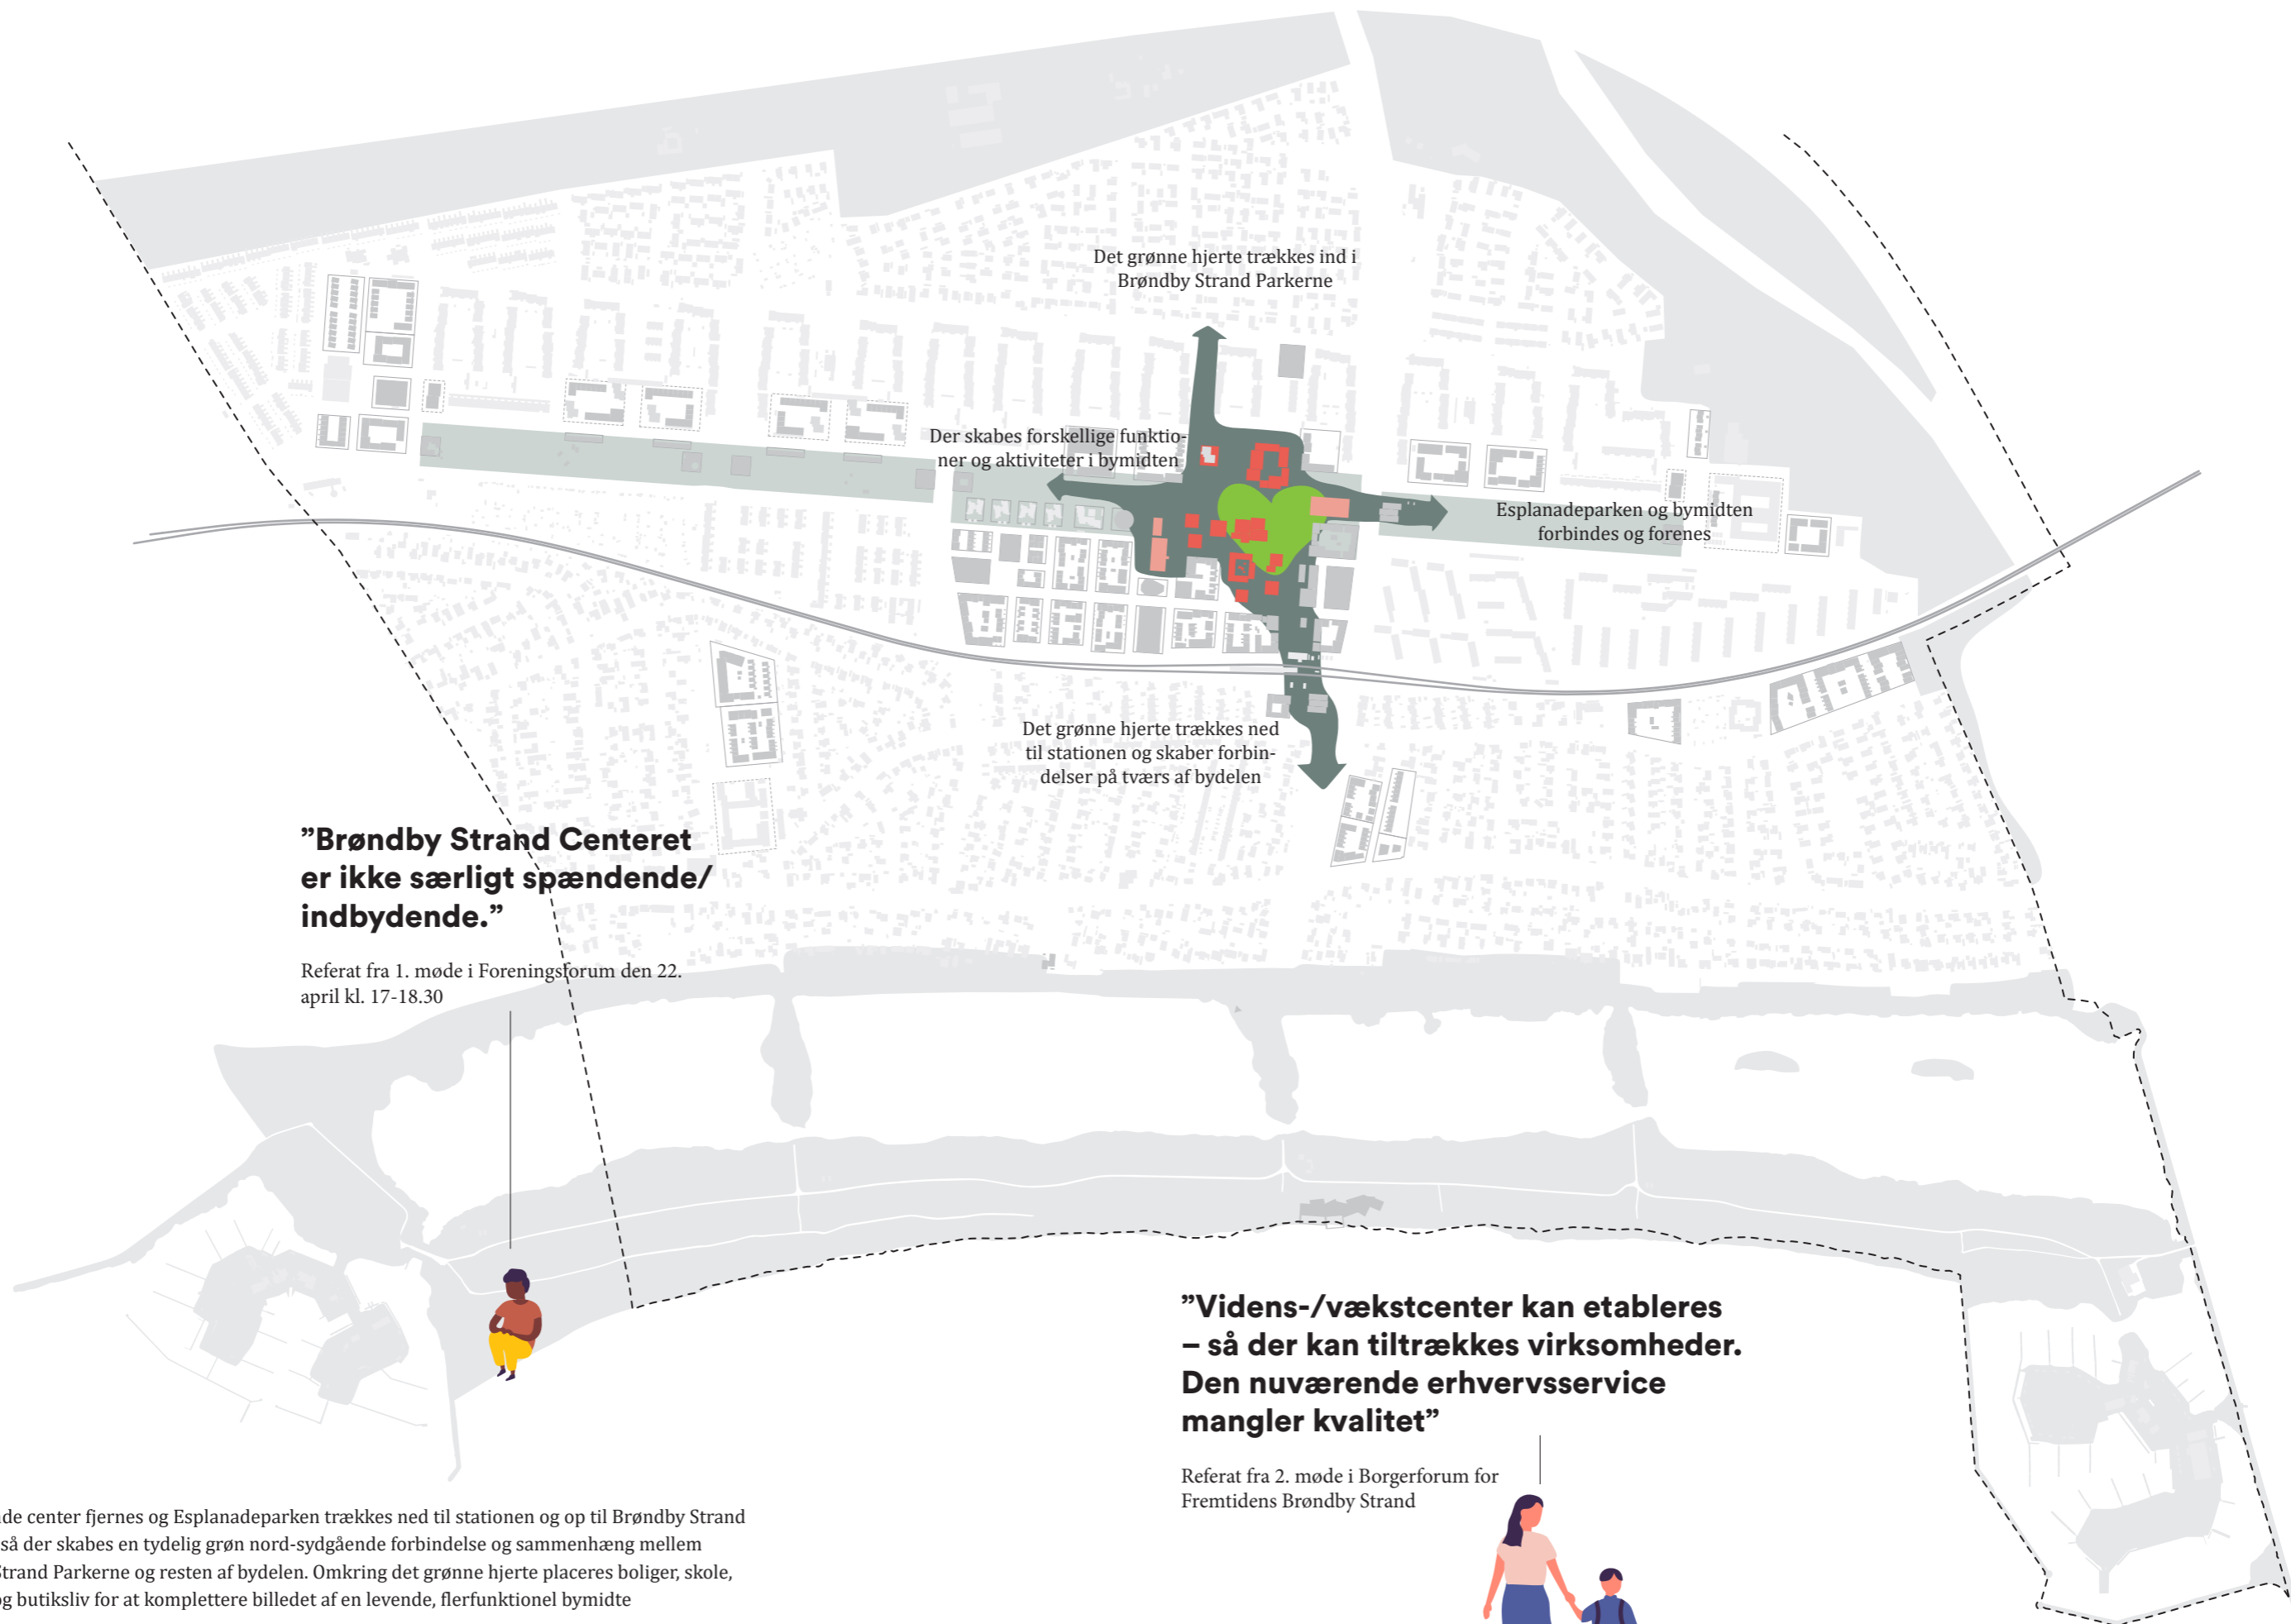 Det grønne hjerte trækkes ind i
Brøndby Strand Parkerne
Der skabes forskellige funktio-
ner og aktiviteter i bymidten
Esplanadeparken og bymidten
forbindes og forenes
Det grønne hjerte trækkes ned
til stationen og skaber forbin-
delser på tværs af bydelen
”Brøndby Strand Centeret
er ikke særligt spændende/
indbydende.”
Referat fra 1. møde i Foreningsforum den 22.
april kl. 17-18.30
”Videns-/vækstcenter kan etableres
– så der kan tiltrækkes virksomheder.
Den nuværende erhvervsservice
mangler kvalitet”
Referat fra 2. møde i Borgerforum for
Fremtidens Brøndby Strand
center fjernes og Esplanadeparken trækkes ned til stationen og op til Brøndby Strand
så der skabes en tydelig grøn nord-sydgående forbindelse og sammenhæng mellem
Strand Parkerne og resten af bydelen. Omkring det grønne hjerte placeres boliger, skole,
og butiksliv for at komplettere billedet af en levende, flerfunktionel bymidte